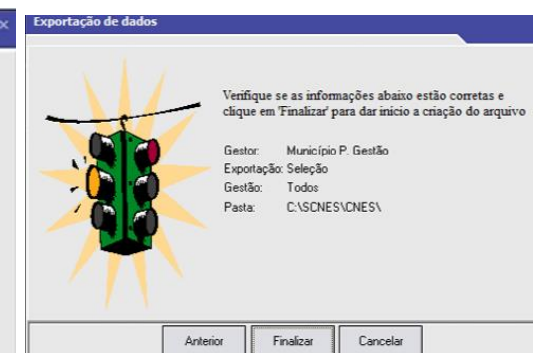 Exportação de dados
Verifique se as informações abaixo estão corretas e
clique em 'Finalizar' para dar início a criação do arquivo
Gestor: Município P. Gestão
Exportação: Seleção
Gestão: Todos
Pasta: C:\SCNES\CNES\
Anterior Finalizar Cancelar